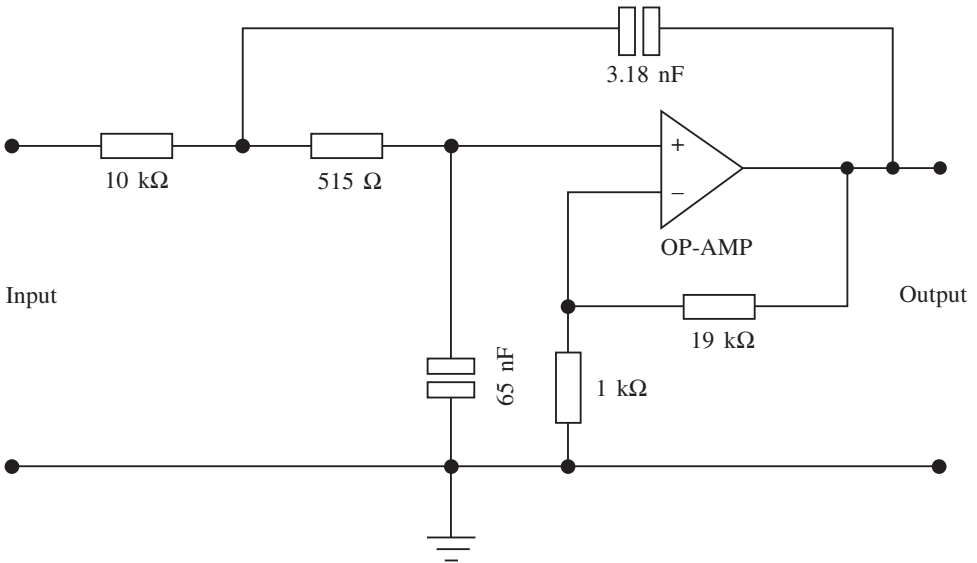 3.18 nF
+
10 kΩ
515 Ω
−
OP-AMP
Input
Output
19 kΩ
65 nF
1 kΩ